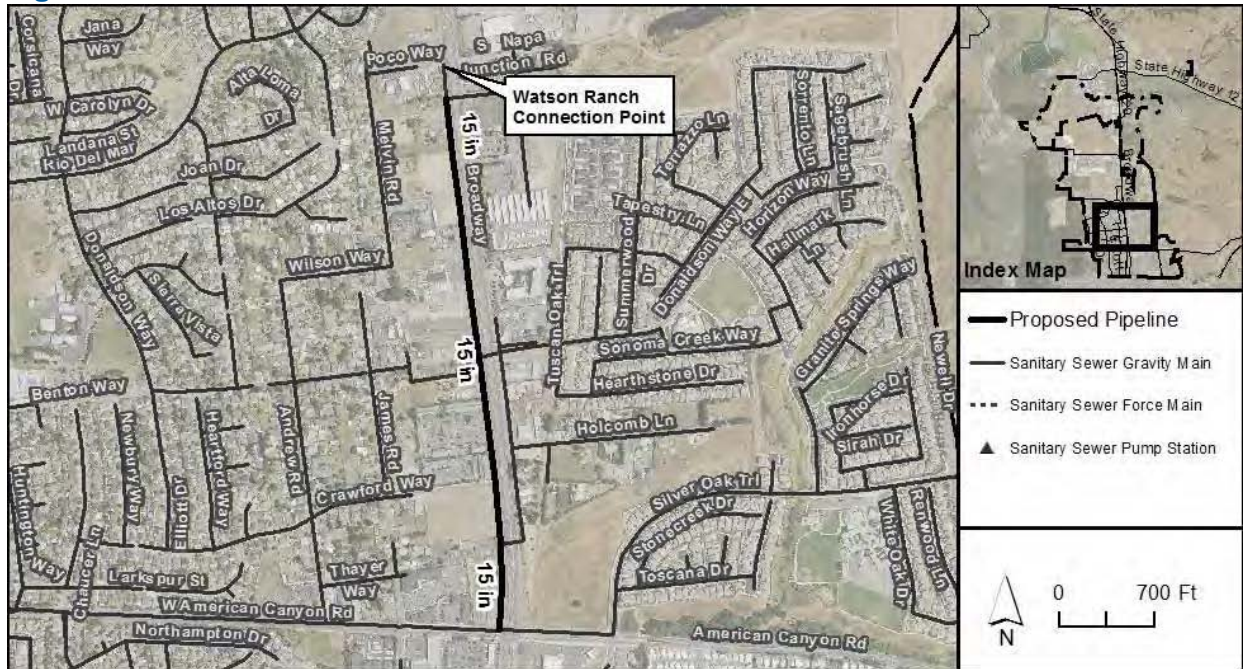 Corsicana
Dr
Jana
Way
W Carolyn Dr
Landana St
Rio Del Mar
Alta Loma
Dr
Joan Dr
Los Altos Dr
Poco Way
S Napa
Junction Rd
Watson Ranch
Connection Point
Melvin Rd
15 in
Broadway
Terrazzo Ln
Sorrento Ln
Sagebrush Ln
Tapestry Ln
Horizon Way
Hallmark
Ln
Donaldson Way E
Summerwood
Dr
Tuscan Oak Trl
Wilson Way
Donaldson Way
Siarra Vista
Granite Springs Way
Newell Dr
15 in
Sonoma Creek Way
Hearthstone Dr
Benton Way
Newbury Way
Elliott Dr
Heartford Way
Andrew Rd
James Rd
Holcomb Ln
Ironhorse Dr
Sirah Dr
Crawford Way
Huntington
Way
Chaucer Ln
Larkspur St
Thayer
Way
15 in
Silver Oak Trl
Stonecreek Dr
Toscana Dr
White Oak Dr
Renwood Ln
W American Canyon Rd
Northampton Dr
American Canyon Rd
State Highway 12
Index Map
Proposed Pipeline
Sanitary Sewer Gravity Main
Sanitary Sewer Force Main
Sanitary Sewer Pump Station
N
0 700 Ft